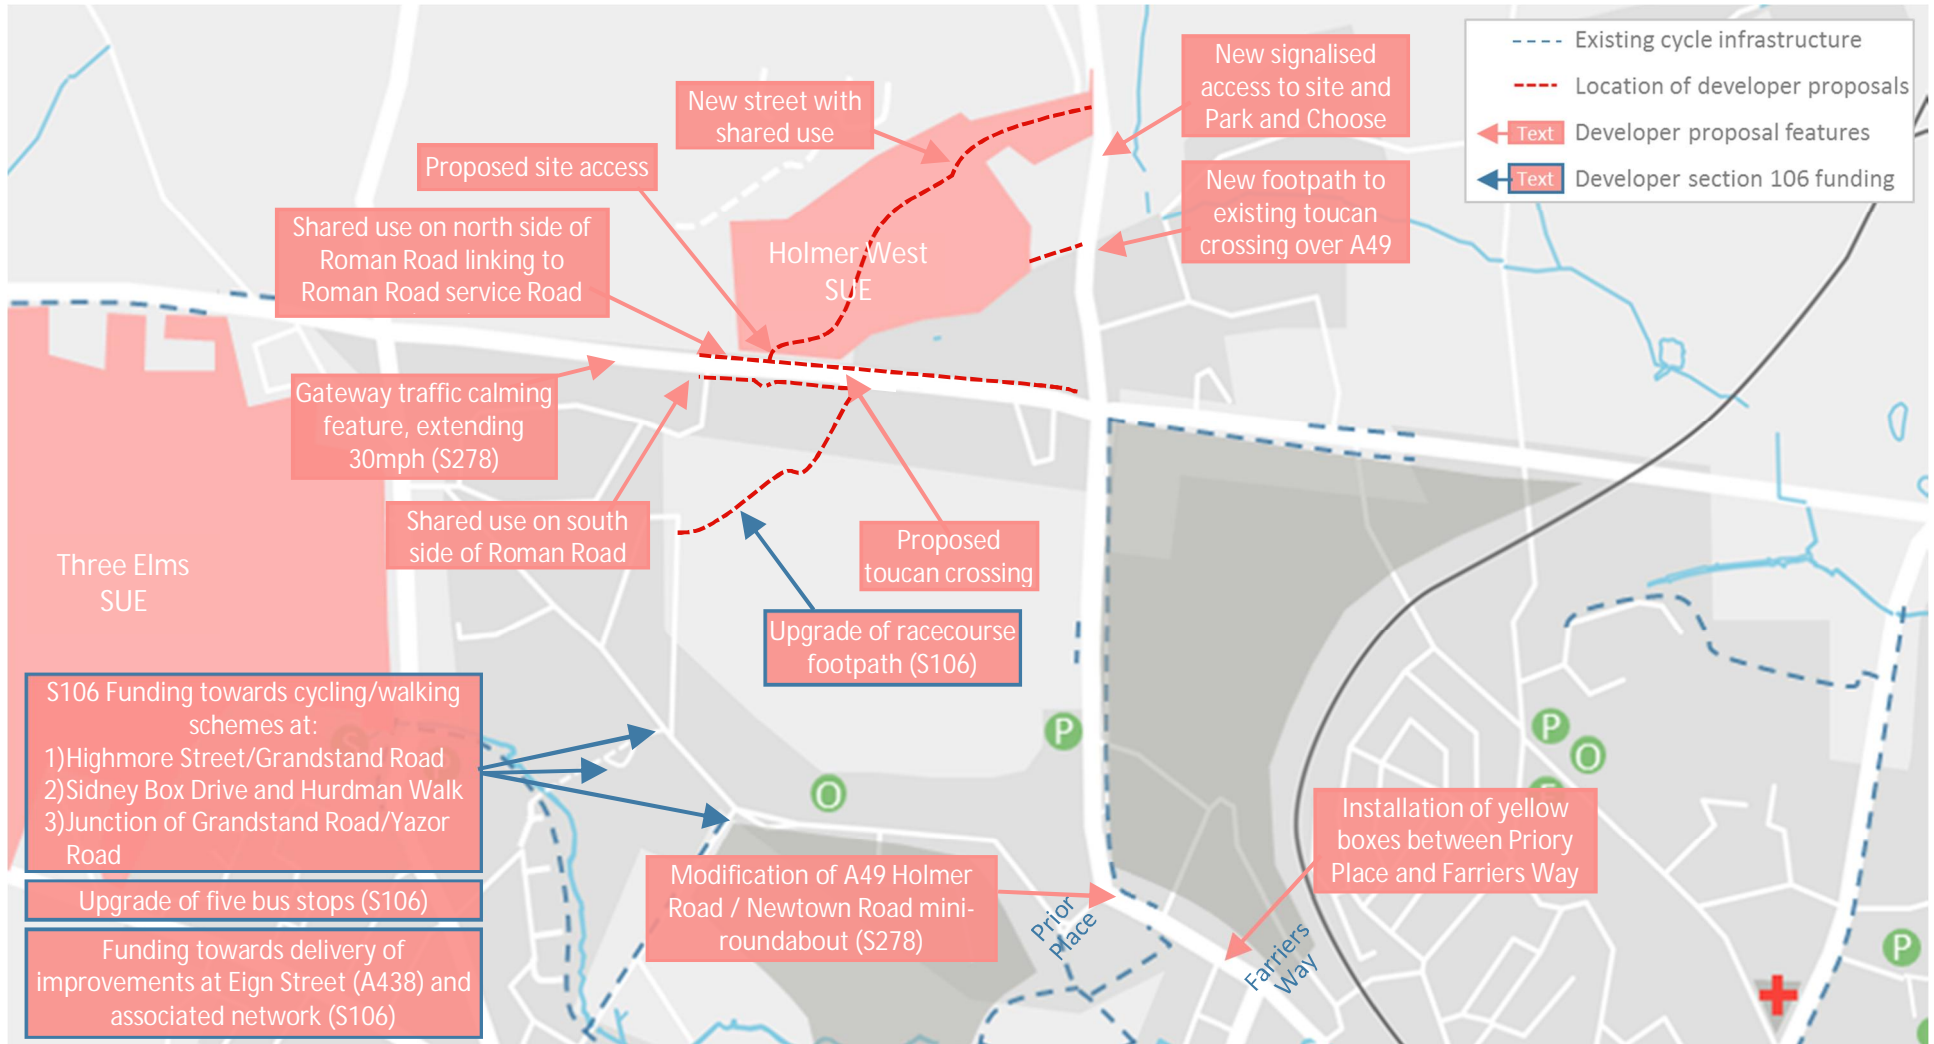 New signalised
access to site and
Park and Choose
Existing cycle infrastructure
Location of developer proposals
Text
Developer proposal features
Text
Developer section 106 funding
New street with
shared use
Proposed site access
New footpath to
existing toucan
crossing over A49
Shared use on north side of
Roman Road linking to
Roman Road service Road
Holmer West
SUE
Gateway traffic calming
feature, extending
30mph (S278)
Shared use on south
side of Roman Road
Proposed
toucan crossing
Three Elms
SUE
Upgrade of racecourse
footpath (S106)
S106 Funding towards cycling/walking
schemes at:
1)Highmore Street/Grandstand Road
2)Sidney Box Drive and Hurdman Walk
3)Junction of Grandstand Road/Yazor
Road
P
P
O
O
Installation of yellow
boxes between Priory
Place and Farriers Way
Upgrade of five bus stops (S106)
Modification of A49 Holmer
Road / Newtown Road mini-
roundabout (S278)
Prior
Place
Farriers
Way
P
Funding towards delivery of
improvements at Eign Street (A438) and
associated network (S106)